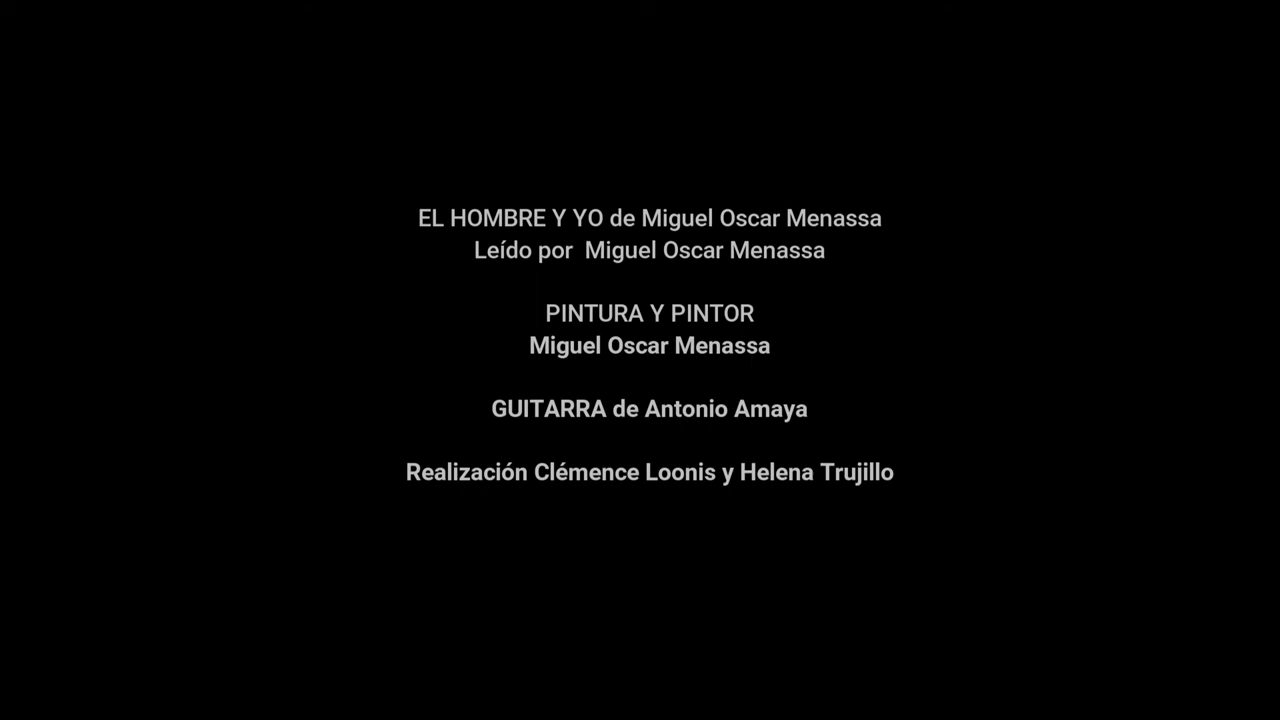 EL HOMBRE Y YO de Miguel Oscar Menassa
Leído por  Miguel Oscar Menassa
PINTURA Y PINTOR
Miguel Oscar Menassa
GUITARRA de Antonio Amaya
Realización Clémence Loonis y Helena Trujillo